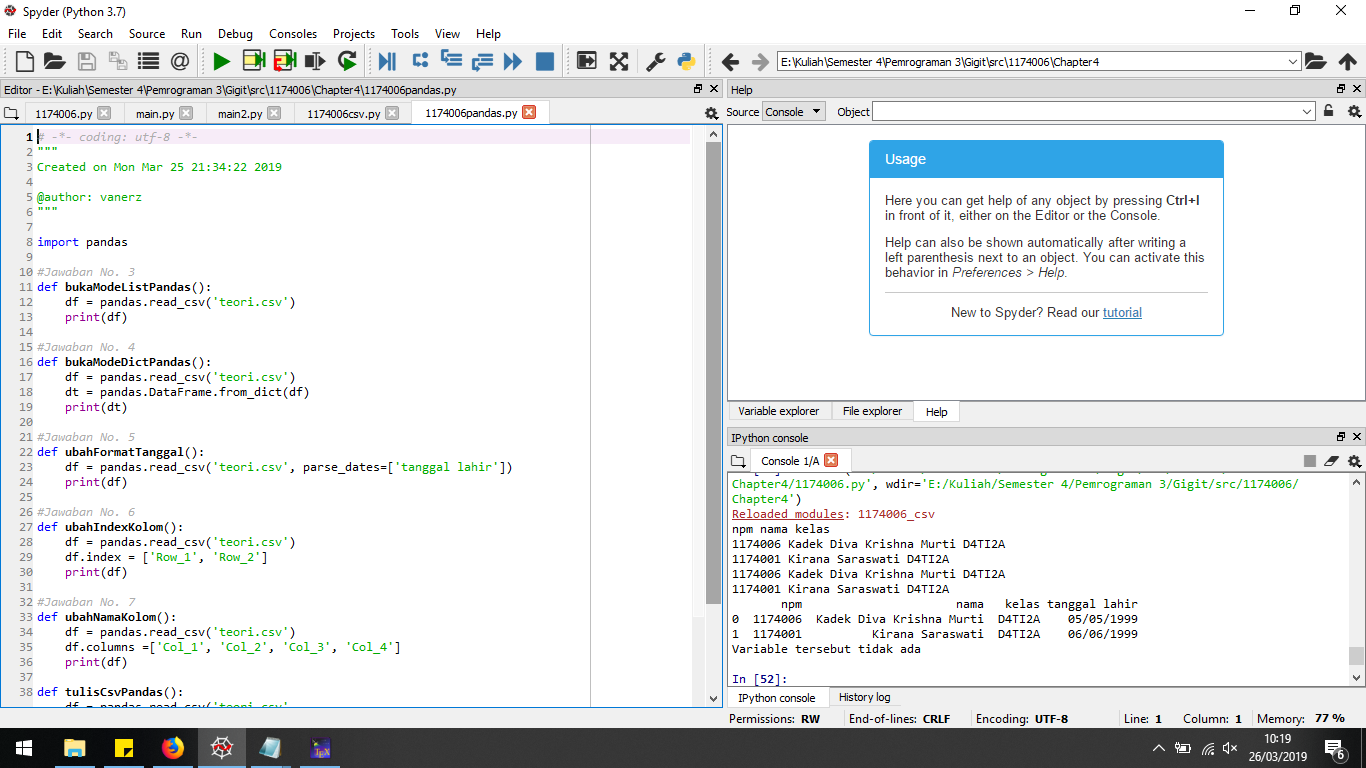 Spyder (Python 3.7)
File Edit Search Source Run Debug Consoles Projects Tools View Help
E:\Kuliah\Semester 4\Pemrograman 3\Gigit\src\1174006\Chapter4
Editor - E:\Kuliah\Semester 4\Pemrograman 3\Gigit\src\1174006\Chapter4\1174006pandas.py
1174006.py main.py main2.py 1174006csv.py 1174006pandas.py
1 # -*- coding: utf-8 -*-
2 """
3 Created on Mon Mar 25 21:34:22 2019
4
5 @author: vanerz
6 """
7
8 import pandas
9
10 #Jawaban No. 3
11 def bukaModeListPandas():
12     df = pandas.read_csv('teori.csv')
13     print(df)
14
15 #Jawaban No. 4
16 def bukaModeDictPandas():
17     df = pandas.read_csv('teori.csv')
18     dt = pandas.DataFrame.from_dict(df)
19     print(dt)
20
21 #Jawaban No. 5
22 def ubahFormatTanggal():
23     df = pandas.read_csv('teori.csv', parse_dates=['tanggal lahir'])
24     print(df)
25
26 #Jawaban No. 6
27 def ubahIndexKolom():
28     df = pandas.read_csv('teori.csv')
29     df.index = ['Row_1', 'Row_2']
30     print(df)
31
32 #Jawaban No. 7
33 def ubahNamaKolom():
34     df = pandas.read_csv('teori.csv')
35     df.columns =['Col_1', 'Col_2', 'Col_3', 'Col_4']
36     print(df)
37
38 def tulisCsvPandas():
Help
Source Console Object
Usage
Here you can get help of any object by pressing Ctrl+I
in front of it, either on the Editor or the Console.
Help can also be shown automatically after writing a
left parenthesis next to an object. You can activate this
behavior in Preferences > Help.
New to Spyder? Read our tutorial
Variable explorer File explorer Help
IPython console
Console 1/A
Chapter4/1174006.py', wdir='E:/Kuliah/Semester 4/Pemrograman 3/Gigit/src/1174006/
Chapter4')
Reloaded modules: 1174006_csv
npm nama kelas
1174006 Kadek Diva Krishna Murti D4TI2A
1174001 Kirana Saraswati D4TI2A
1174006 Kadek Diva Krishna Murti D4TI2A
1174001 Kirana Saraswati D4TI2A
npm nama kelas tanggal lahir
0 1174006 Kadek Diva Krishna Murti D4TI2A 05/05/1999
1 1174001 Kirana Saraswati D4TI2A 06/06/1999
Variable tersebut tidak ada
In [52]:
IPython console History log
Permissions: RW End-of-lines: CRLF Encoding: UTF-8 Line: 1 Column: 1 Memory: 77 %
10:19
26/03/2019
6